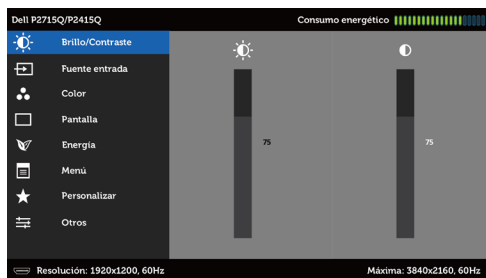 Dell P2715Q/P2415Q
Consumo energético
Brillo/Contraste
Fuente entrada
Color
Pantalla
Energía
Menú
Personalizar
Otros
75
75
Resolución: 1920x1200, 60Hz
Máxima: 3840x2160, 60Hz